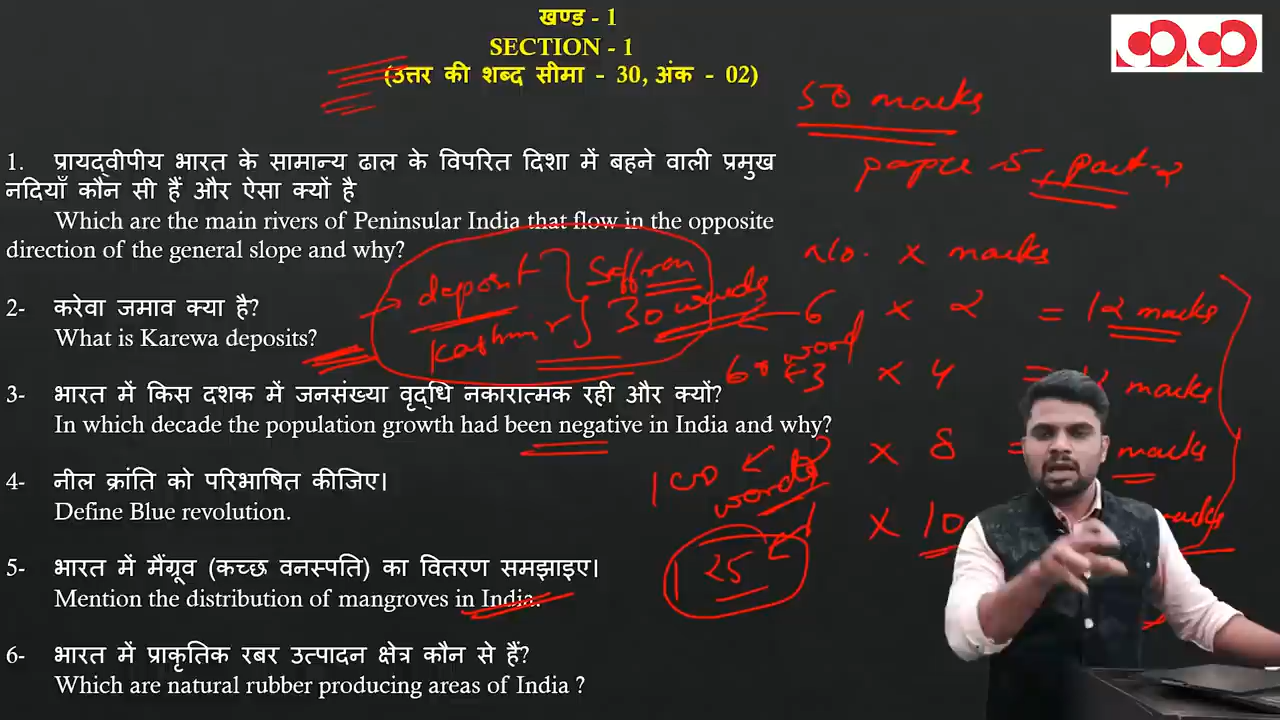 खण्ड - 1
SECTION - 1
(उत्तर की शब्द सीमा - 30, अंक - 02)
50 marks
1. प्रायद्वीपीय भारत के सामान्य ढाल के विपरित दिशा में बहने वाली प्रमुख
नदियाँ कौन सी हैं और ऐसा क्यों है
Which are the main rivers of Peninsular India that flow in the opposite
direction of the general slope and why?
No. x marks
deposit
Kashmir
Saffron
30 words
6 x 2 = 12 marks
2- करेवा जमाव क्या है?
What is Karewa deposits?
60 word
x 4 = marks
3- भारत में किस दशक में जनसंख्या वृद्धि नकारात्मक रही और क्यों?
In which decade the population growth had been negative in India and why?
100 words
x 8 = marks
4- नील क्रांति को परिभाषित कीजिए।
Define Blue revolution.
x 10
125
5- भारत में मैंग्रूव (कच्छ वनस्पति) का वितरण समझाइए।
Mention the distribution of mangroves in India.
6- भारत में प्राकृतिक रबर उत्पादन क्षेत्र कौन से हैं?
Which are natural rubber producing areas of India ?